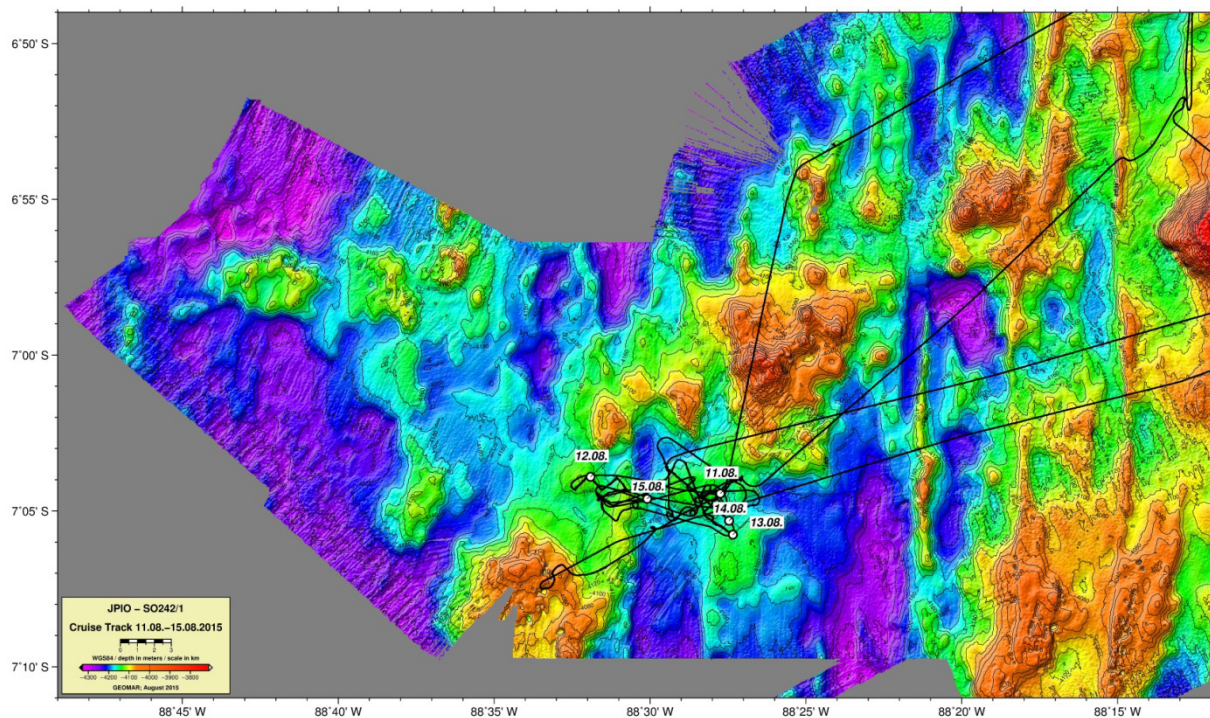 6°50' S
6°55' S
7°00' S
7°05' S
7°10' S
12.08.
11.08.
15.08.
14.08.
13.08.
JPIO – SO242/1
Cruise Track 11.08.–15.08.2015
0 1 2 3
WGS84 / depth in meters / scale in km
−4300 −4200 −4100 −4000 −3900 −3800
GEOMAR; August 2015
88°45' W 88°40' W 88°35' W 88°30' W 88°25' W 88°20' W 88°15' W